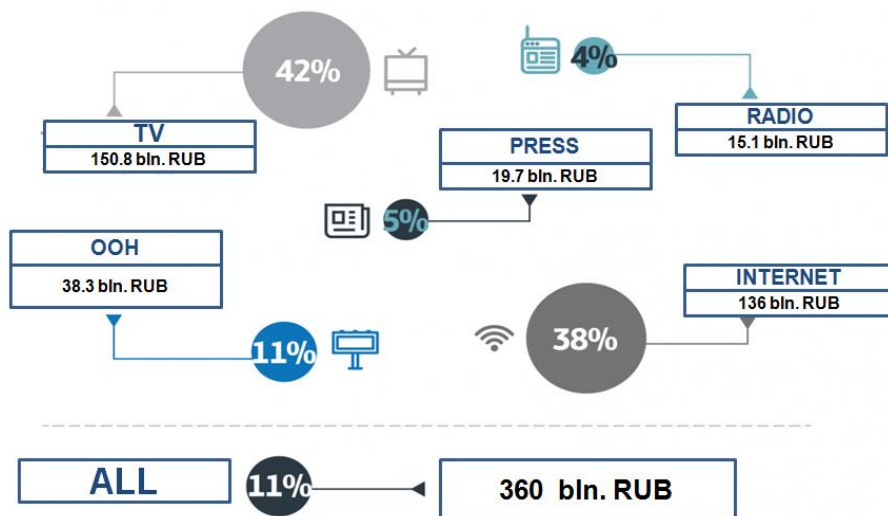 42%
TV
150.8 bln. RUB
4%
RADIO
15.1 bln. RUB
PRESS
19.7 bln. RUB
5%
OOH
38.3 bln. RUB
11%
INTERNET
136 bln. RUB
38%
ALL
11%
360 bln. RUB